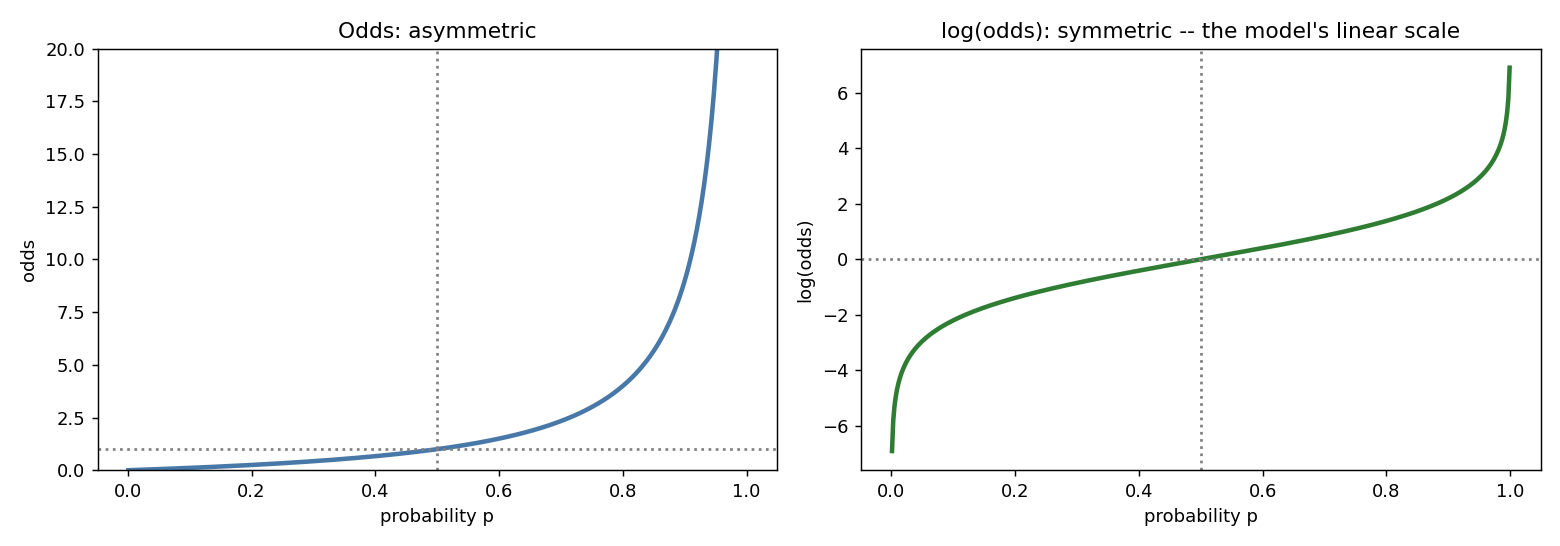 Odds: asymmetric
20.0
17.5
15.0
12.5
10.0
7.5
5.0
2.5
0.0
odds
0.0 0.2 0.4 0.6 0.8 1.0
probability p
log(odds): symmetric -- the model's linear scale
6
4
2
0
−2
−4
−6
log(odds)
0.0 0.2 0.4 0.6 0.8 1.0
probability p